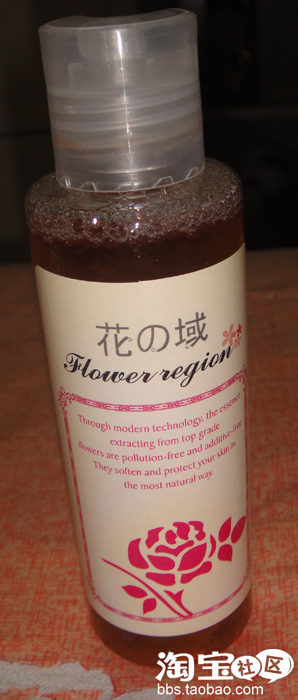 花の域
Flower region
Through modern technology, the essence
extracting from top grade
flowers are pollution-free and additive-free
They soften and protect your skin in
the most natural way.
淘宝社区
bbs.taobao.com